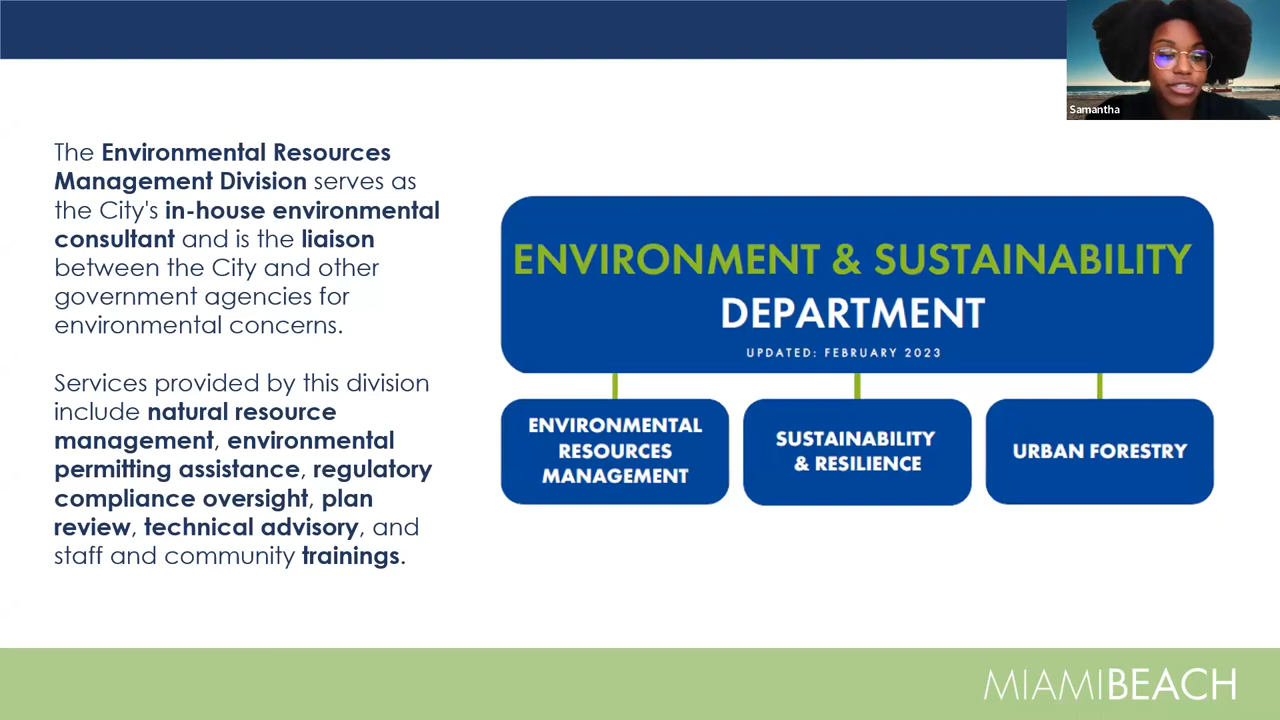 Samantha
The Environmental Resources
Management Division serves as
the City's in-house environmental
consultant and is the liaison
between the City and other
government agencies for
environmental concerns.
Services provided by this division
include natural resource
management, environmental
permitting assistance, regulatory
compliance oversight, plan
review, technical advisory, and
staff and community trainings.
ENVIRONMENT & SUSTAINABILITY
DEPARTMENT
UPDATED: FEBRUARY 2023
ENVIRONMENTAL
RESOURCES
MANAGEMENT
SUSTAINABILITY
& RESILIENCE
URBAN FORESTRY
MIAMIBEACH